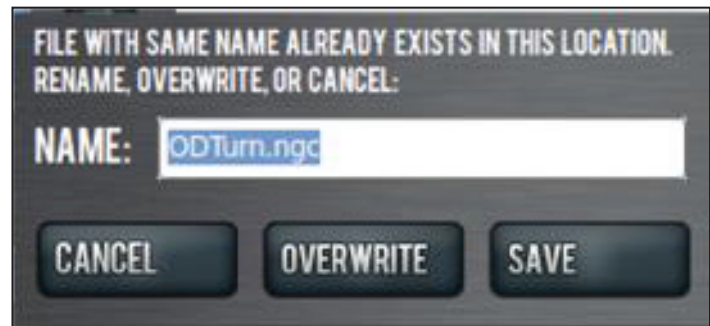 FILE WITH SAME NAME ALREADY EXISTS IN THIS LOCATION.
RENAME, OVERWRITE, OR CANCEL:
NAME: ODTurn.ngc
CANCEL OVERWRITE SAVE